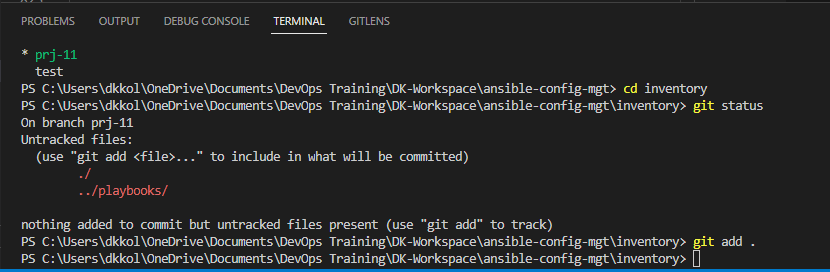 PROBLEMS OUTPUT DEBUG CONSOLE TERMINAL GITLENS
* prj-11
test
PS C:\Users\dkkol\OneDrive\Documents\DevOps Training\DK-Workspace\ansible-config-mgt> cd inventory
PS C:\Users\dkkol\OneDrive\Documents\DevOps Training\DK-Workspace\ansible-config-mgt\inventory> git status
On branch prj-11
Untracked files:
(use "git add <file>..." to include in what will be committed)
./
../playbooks/
nothing added to commit but untracked files present (use "git add" to track)
PS C:\Users\dkkol\OneDrive\Documents\DevOps Training\DK-Workspace\ansible-config-mgt\inventory> git add .
PS C:\Users\dkkol\OneDrive\Documents\DevOps Training\DK-Workspace\ansible-config-mgt\inventory>